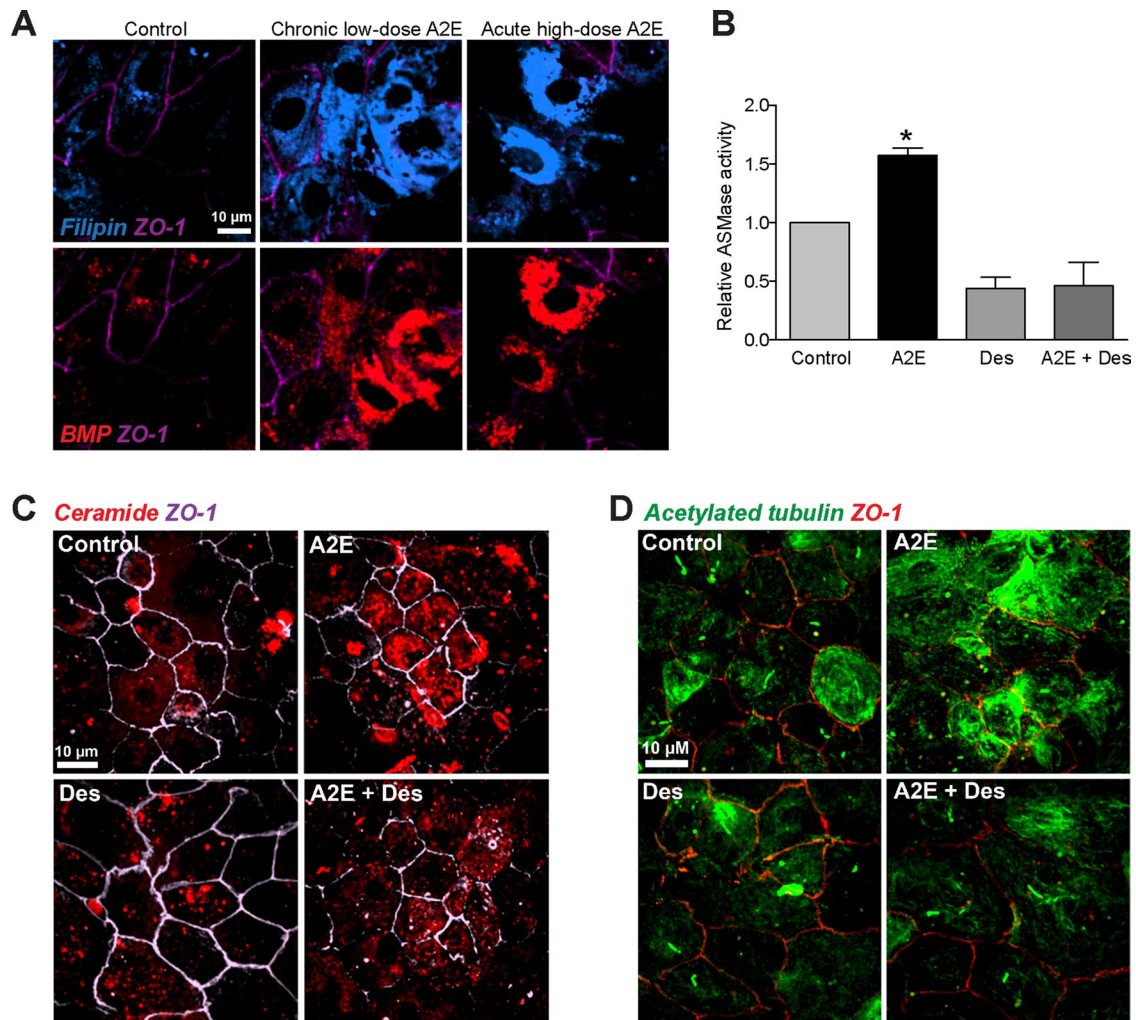 A
Control
Chronic low-dose A2E
Acute high-dose A2E
Filipin ZO-1
10 µm
BMP ZO-1
B
Relative ASMase activity
2.0
1.5
1.0
0.5
0.0
*
Control
A2E
Des
A2E + Des
C
Ceramide ZO-1
Control
10 µm
A2E
Des
A2E + Des
D
Acetylated tubulin ZO-1
Control
10 µM
A2E
Des
A2E + Des